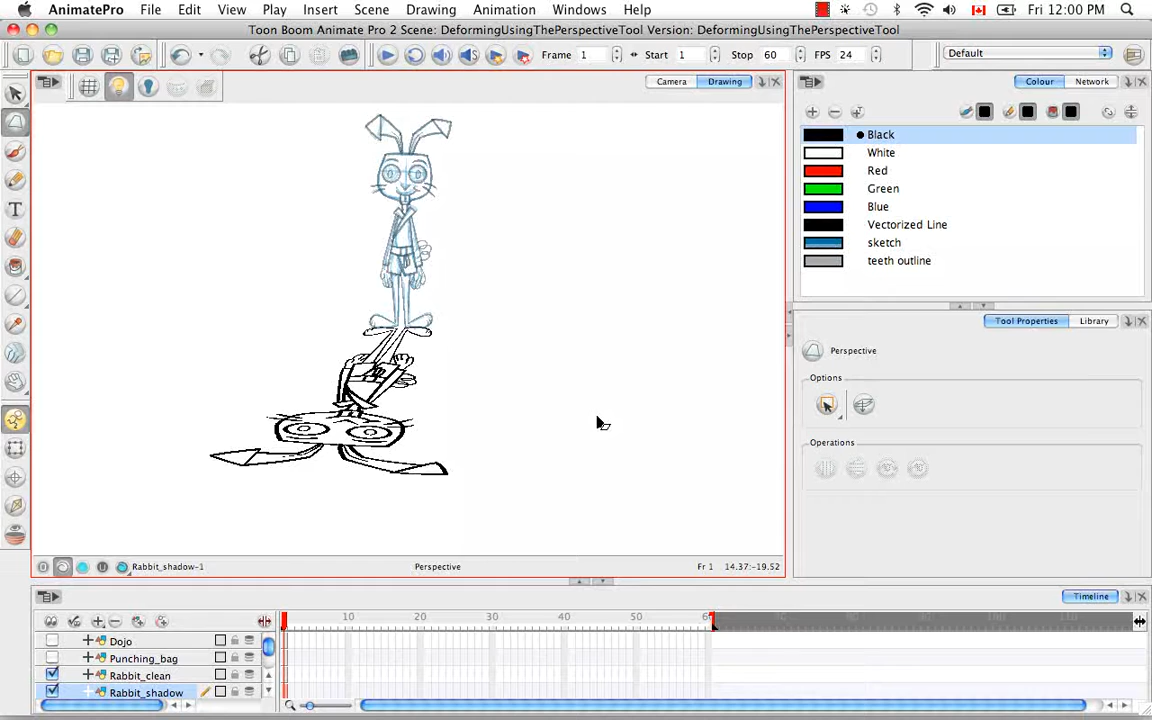 AnimatePro File Edit View Play Insert Scene Drawing Animation Windows Help Fri 12:00 PM
Toon Boom Animate Pro 2 Scene: DeformingUsingThePerspectiveTool Version: DeformingUsingThePerspectiveTool
Frame 1 Start 1 Stop 60 FPS 24 Default
Camera Drawing Colour Network
Black
White
Red
Green
Blue
Vectorized Line
sketch
teeth outline
T
Tool Properties Library
Perspective
Options
Operations
Rabbit_shadow-1 Perspective Fr 1 14.37:-19.52
Timeline
10 20 30 40 50 60
Dojo
Punching_bag
Rabbit_clean
Rabbit_shadow